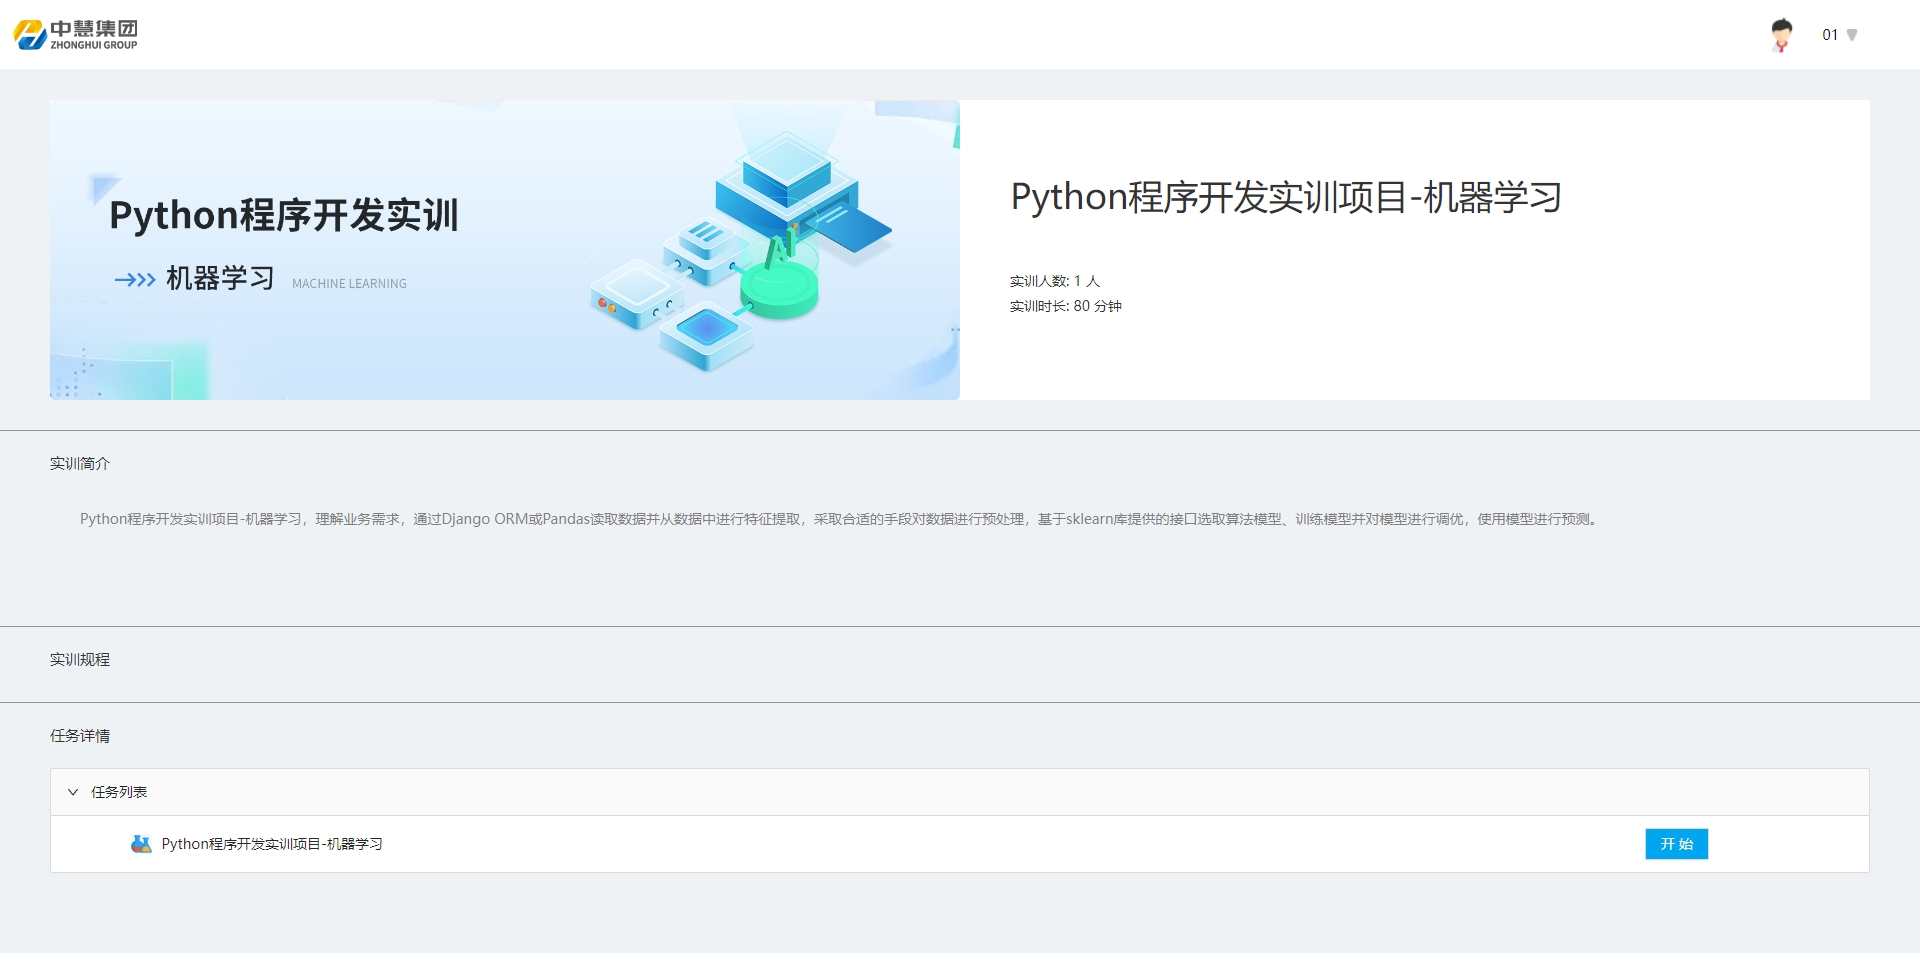 中慧集团
ZHONGHUI GROUP
01
Python程序开发实训
机器学习 MACHINE LEARNING
AI
Python程序开发实训项目-机器学习
实训人数: 1 人
实训时长: 80 分钟
实训简介
Python程序开发实训项目-机器学习，理解业务需求，通过Django ORM或Pandas读取数据并从数据中进行特征提取，采取合适的手段对数据进行预处理，基于sklearn库提供的接口选取算法模型、训练模型并对模型进行调优，使用模型进行预测。
实训规程
任务详情
任务列表
Python程序开发实训项目-机器学习
开 始